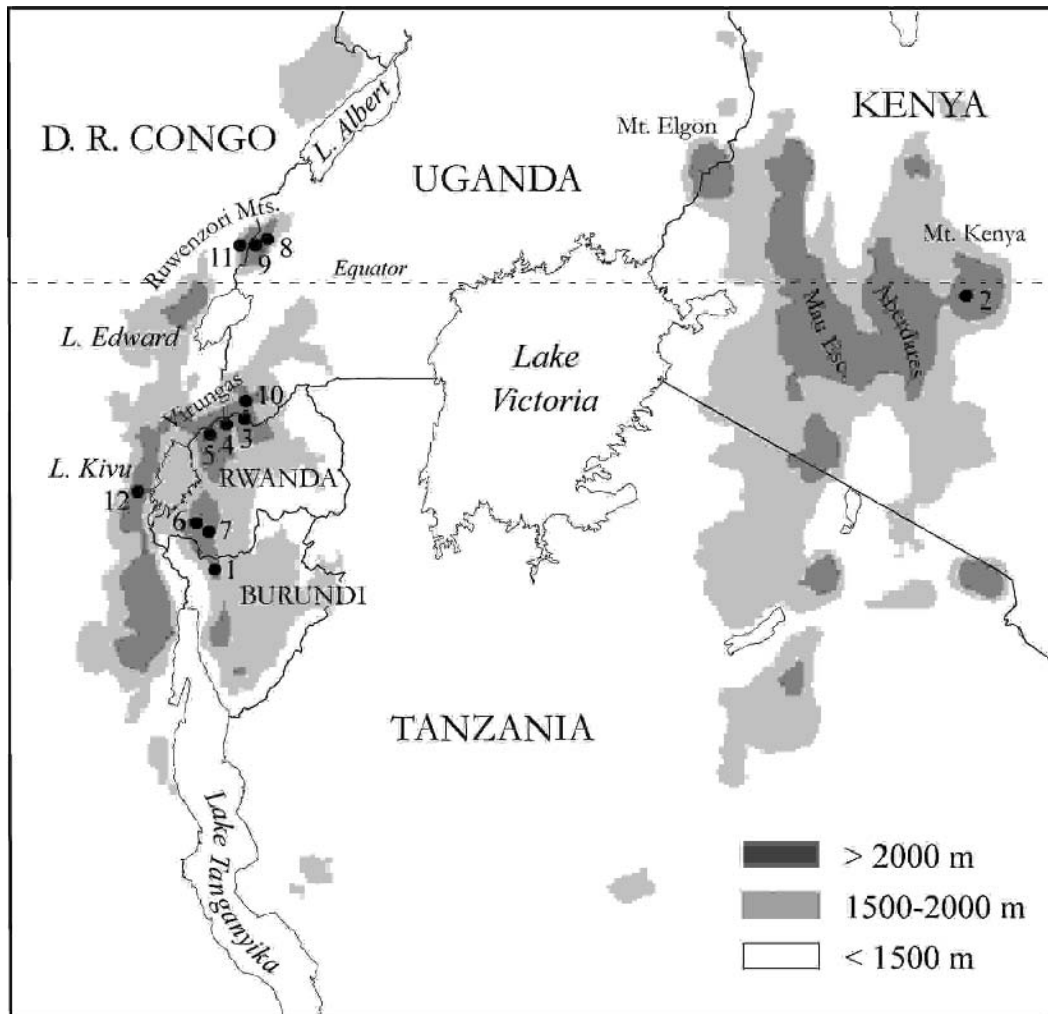 KENYA
Mt. Elgon
D. R. CONGO
L. Albert
UGANDA
Ruwenzori Mts.
Mt. Kenya
11
9
8
Equator
2
Mau Esc.
Aberdares
L. Edward
Lake
Victoria
Virungas
10
5
4
3
L. Kivu
RWANDA
12
6
7
1
BURUNDI
TANZANIA
Lake Tanganyika
> 2000 m
1500-2000 m
< 1500 m